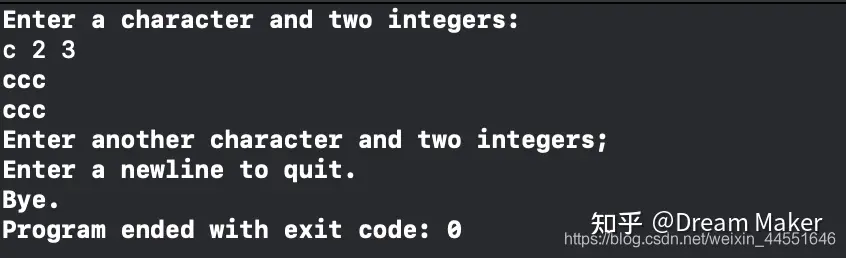 Enter a character and two integers:
c 2 3
ccc
ccc
Enter another character and two integers;
Enter a newline to quit.
Bye.
Program ended with exit code: 0
知乎 @Dream Maker
https://blog.csdn.net/weixin_44551646